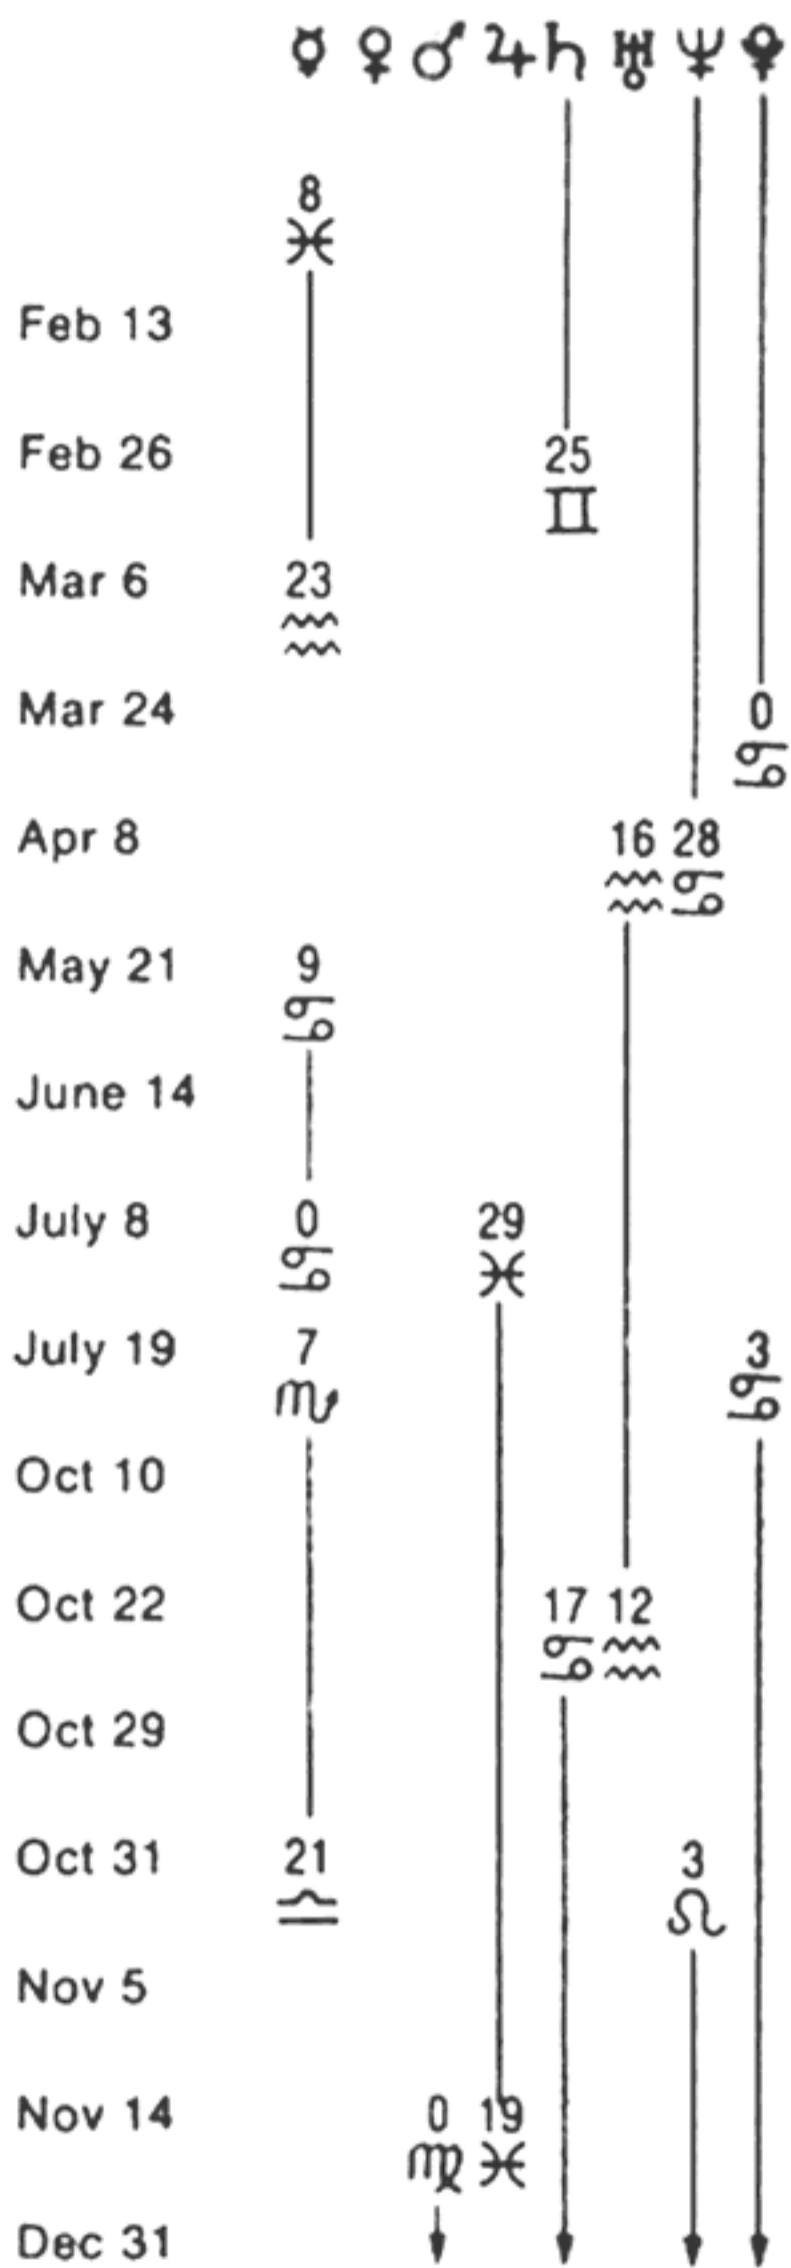 ☿ ♀ ♂ ♃ ♄ ♅ ♆ ♇
8
♓
Feb 13
Feb 26 25
♊
Mar 6 23
♒
Mar 24 0
♋
Apr 8 16 28
♒ ♋
May 21 9
♋
June 14
July 8 0 29
♋ ♓
July 19 7 3
♏ ♋
Oct 10
Oct 22 17 12
♋ ♒
Oct 29
Oct 31 21 3
♎ ♌
Nov 5
Nov 14 0 19
♍ ♓
Dec 31